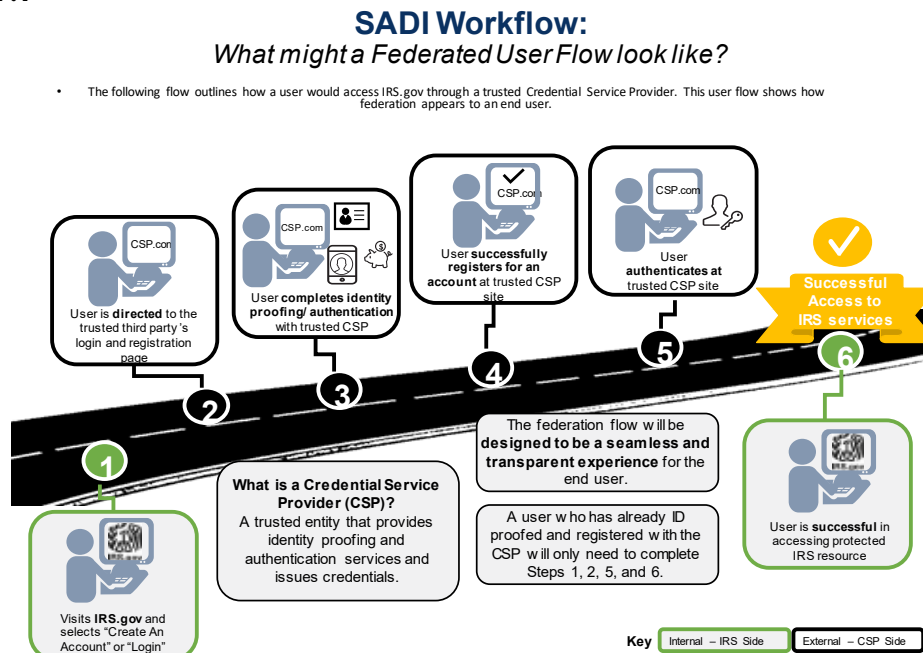 SADI Workflow:
What might a Federated User Flow look like?
• The following flow outlines how a user would access IRS.gov through a trusted Credential Service Provider. This user flow shows how
federation appears to an end user.
CSP.com
User is directed to the
trusted third party's
login and registration
page
2
CSP.com
User completes identity
proofing/ authentication
with trusted CSP
3
CSP.com
User successfully
registers for an
account at trusted CSP
site
4
CSP.com
User
authenticates at
trusted CSP site
5
Successful
Access to
IRS services
6
1
Visits IRS.gov and
selects "Create An
Account" or "Login"
What is a Credential Service
Provider (CSP)?
A trusted entity that provides
identity proofing and
authentication services and
issues credentials.
The federation flow will be
designed to be a seamless and
transparent experience for the
end user.
A user who has already ID
proofed and registered with the
CSP will only need to complete
Steps 1, 2, 5, and 6.
User is successful in
accessing protected
IRS resource
Key
Internal – IRS Side
External – CSP Side